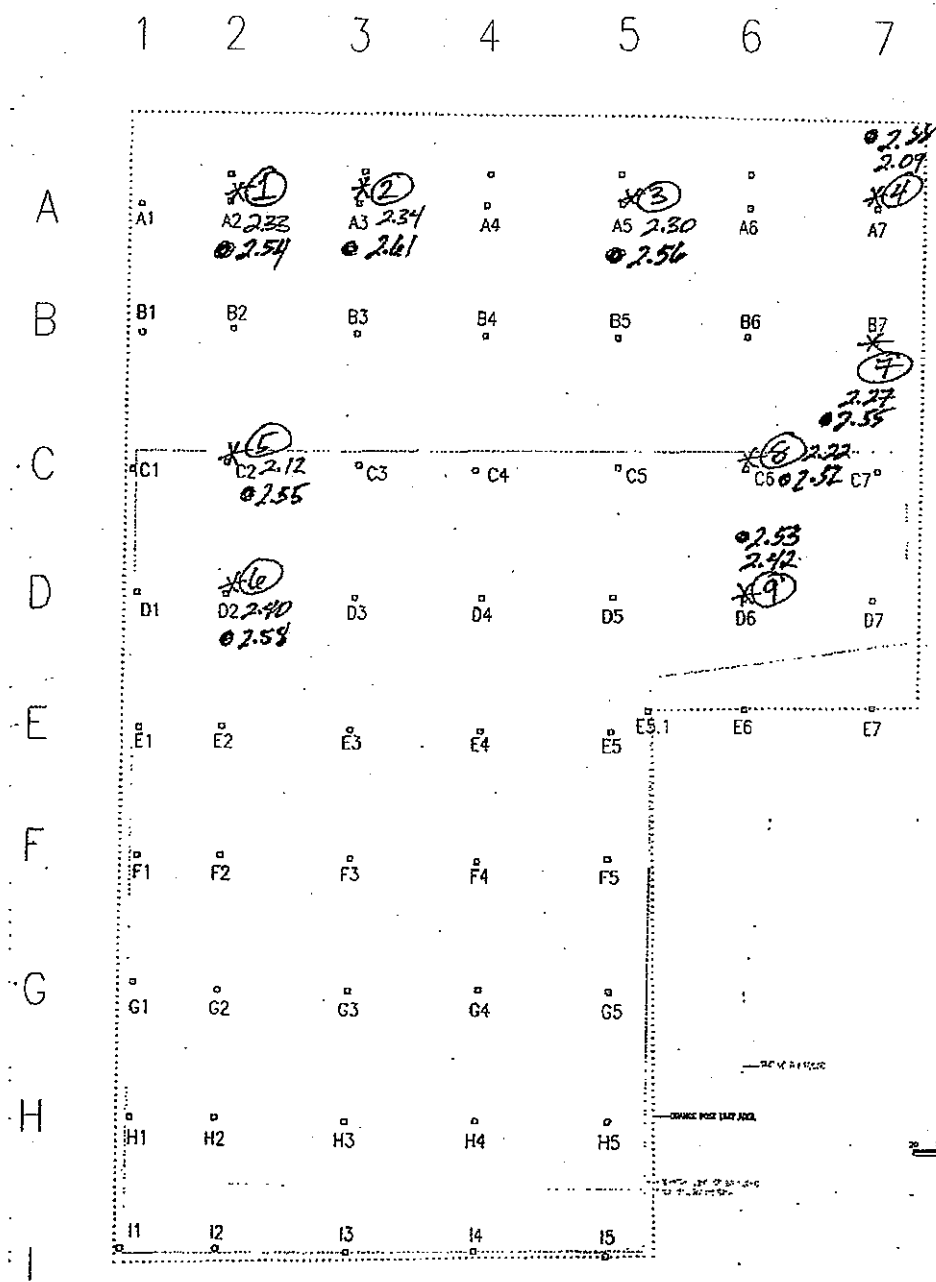 1 2 3 4 5 6 7
2.09
A
1 2 3 4
A1 A2 2.33 A3 2.34 A4 A5 2.30 A6 A7
2.54 2.61 2.56
B
B1 B2 B3 B4 B5 B6 B7
7
2.27
2.55
C
5 8 2.22
C1 C2 2.12 C3 C4 C5 C6 2.52 C7
2.55
2.53
2.42
D
6 9
D1 D2 2.40 D3 D4 D5 D6 D7
2.58
E
E1 E2 E3 E4 E5 E5.1 E6 E7
F
F1 F2 F3 F4 F5
G
G1 G2 G3 G4 G5
H
H1 H2 H3 H4 H5
20
I
I1 I2 I3 I4 I5